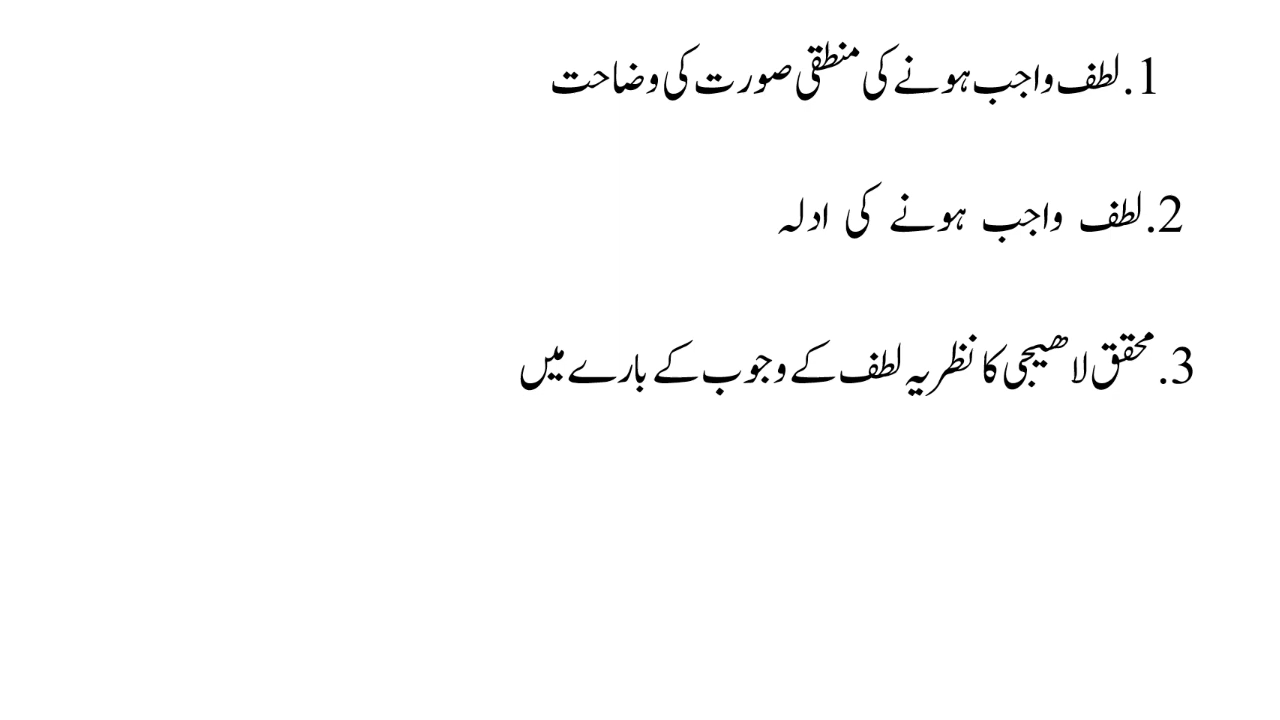 1.لطف واجب ہونے کی منطقی صورت کی وضاحت
2.لطف واجب ہونے کی ادلہ
3.محقق لاھیجی کا نظریہ لطف کے وجوب کے بارے میں